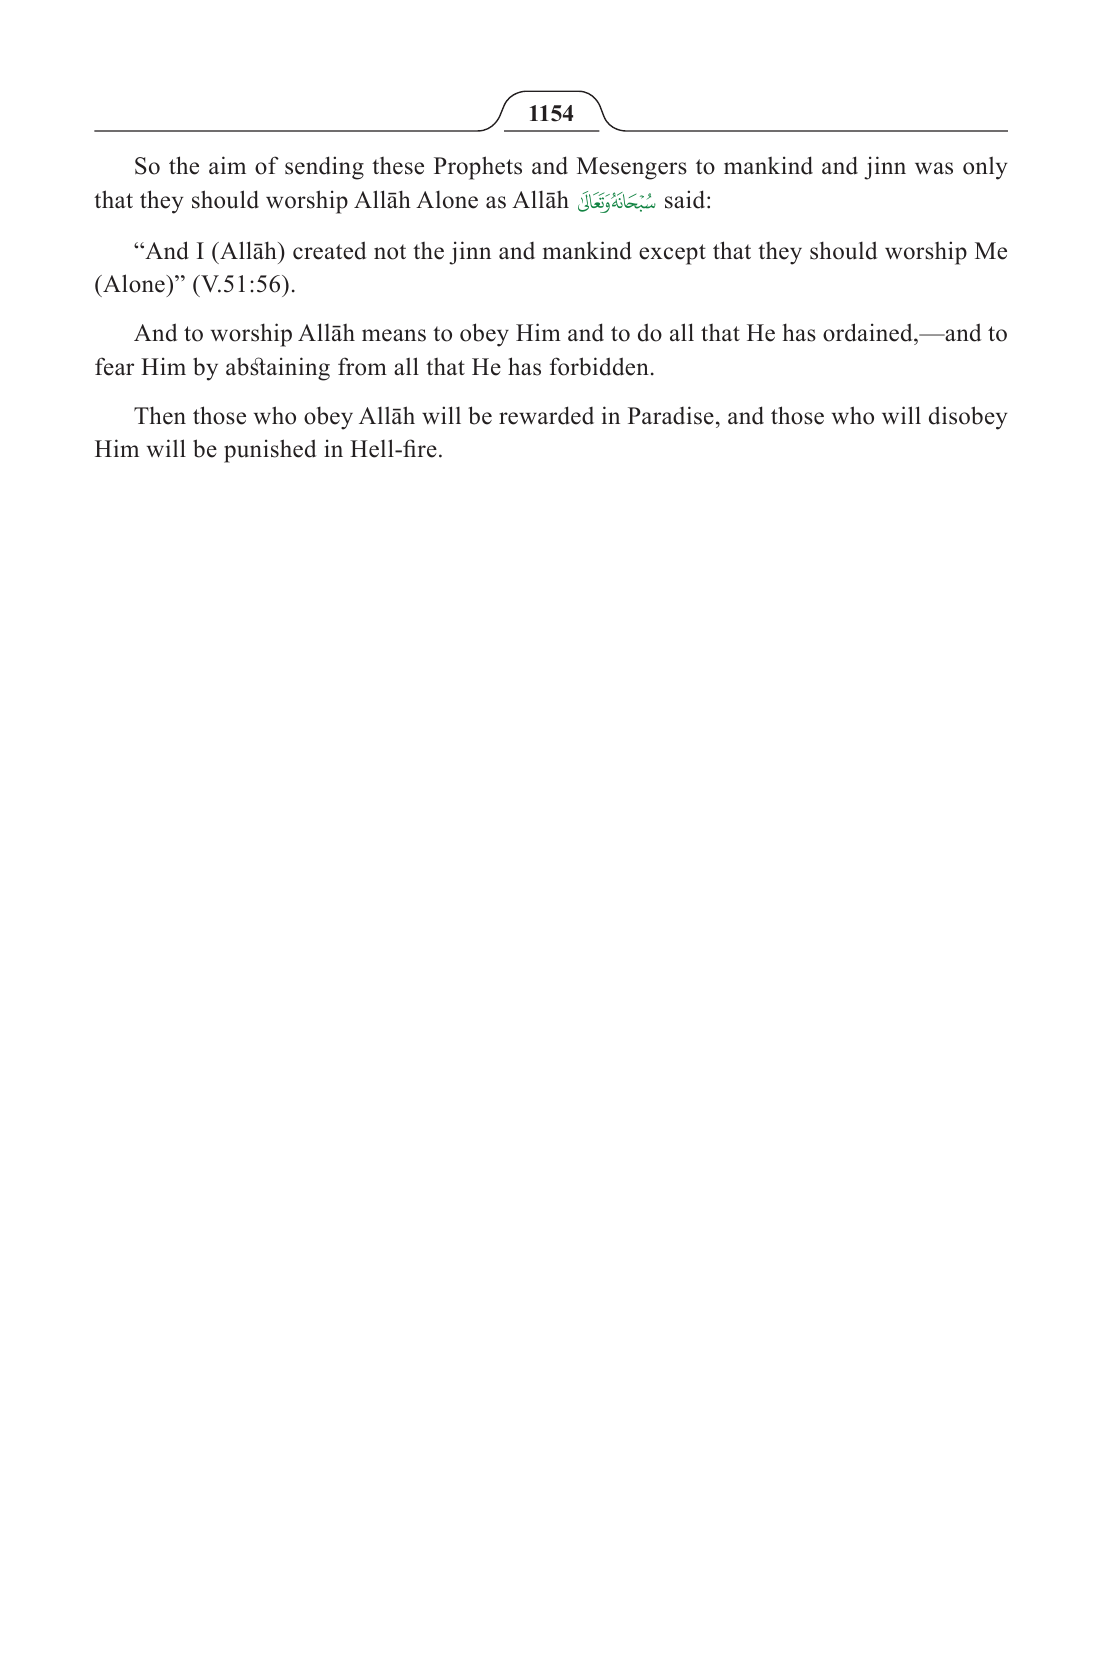 1154
So the aim of sending these Prophets and Mesengers to mankind and jinn was only
that they should worship Allāh Alone as Allāh سُبْحَانَهُ وَتَعَالَىٰ said:
“And I (Allāh) created not the jinn and mankind except that they should worship Me
(Alone)” (V.51:56).
And to worship Allāh means to obey Him and to do all that He has ordained,—and to
fear Him by abstaining from all that He has forbidden.
Then those who obey Allāh will be rewarded in Paradise, and those who will disobey
Him will be punished in Hell-fire.